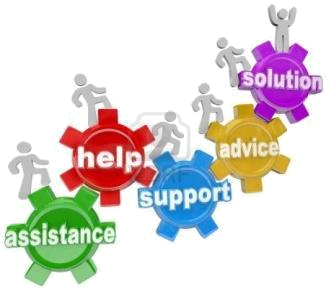 solution
advice
help
support
assistance